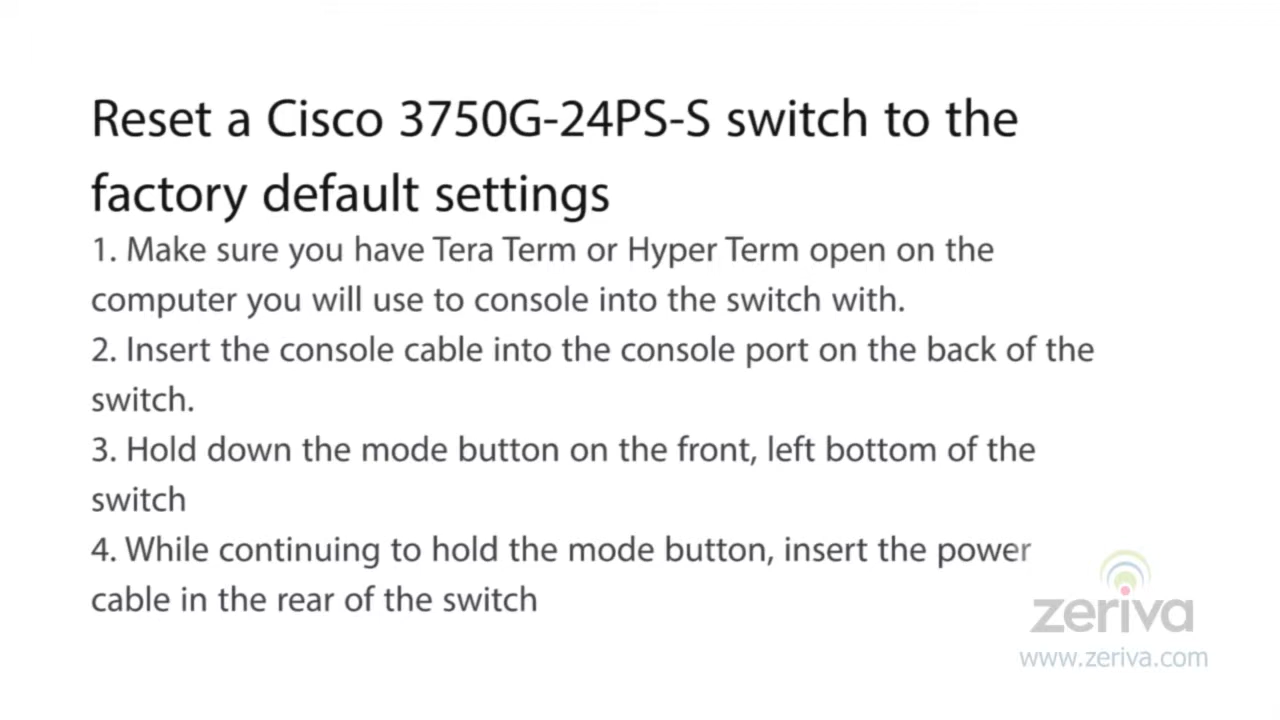 Reset a Cisco 3750G-24PS-S switch to the
factory default settings
1. Make sure you have Tera Term or Hyper Term open on the
computer you will use to console into the switch with.
2. Insert the console cable into the console port on the back of the
switch.
3. Hold down the mode button on the front, left bottom of the
switch
4. While continuing to hold the mode button, insert the power
cable in the rear of the switch
zeriva
www.zeriva.com